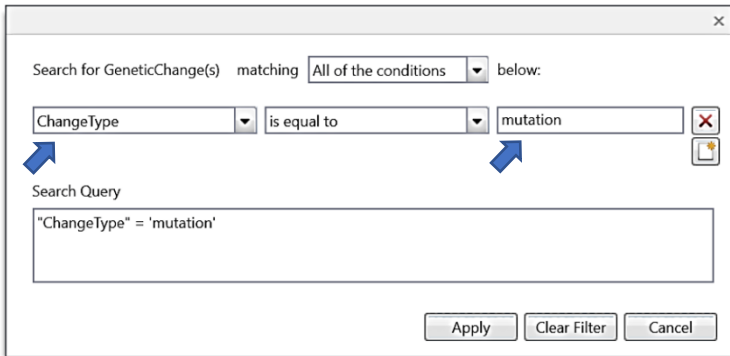 Search for GeneticChange(s) matching All of the conditions below:
ChangeType is equal to mutation
Search Query
"ChangeType" = 'mutation'
Apply Clear Filter Cancel